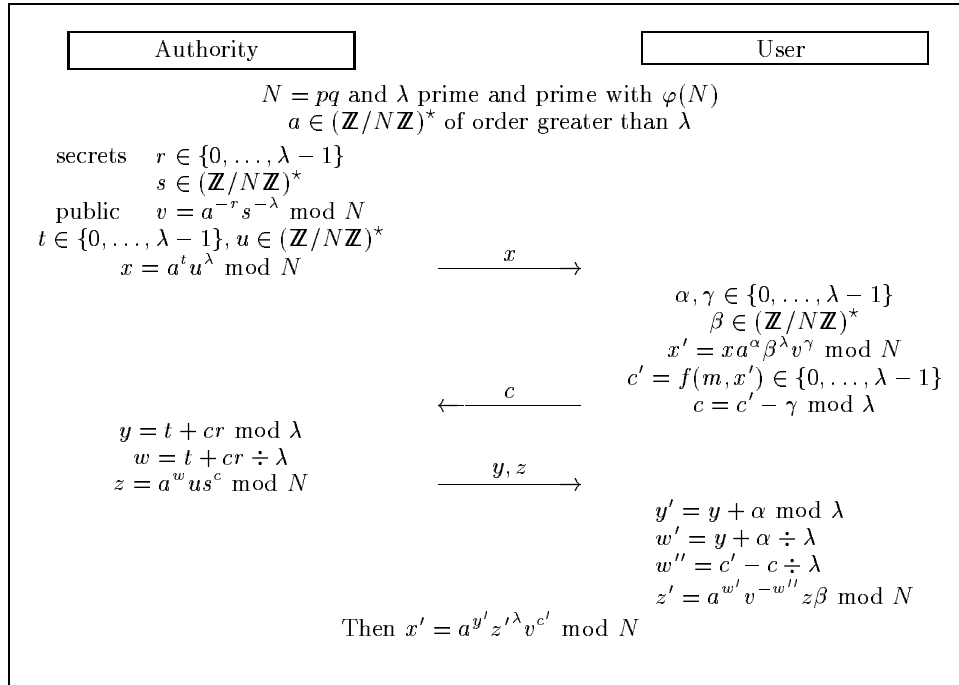 Authority
User
N = pq and λ prime and prime with φ(N)
a ∈ (ℤ/Nℤ)* of order greater than λ
secrets r ∈ {0, . . . , λ − 1}
s ∈ (ℤ/Nℤ)*
public v = a^{−r} s^{−λ} mod N
t ∈ {0, . . . , λ − 1}, u ∈ (ℤ/Nℤ)*
x = a^t u^λ mod N
x
α, γ ∈ {0, . . . , λ − 1}
β ∈ (ℤ/Nℤ)*
x′ = x a^α β^λ v^γ mod N
c′ = f(m, x′) ∈ {0, . . . , λ − 1}
c
c = c′ − γ mod λ
y = t + cr mod λ
w = t + cr ÷ λ
z = a^w u s^c mod N
y, z
y′ = y + α mod λ
w′ = y + α ÷ λ
w′′ = c′ − c ÷ λ
z′ = a^{w′} v^{−w′′} zβ mod N
Then x′ = a^{y′} z′^λ v^{c′} mod N